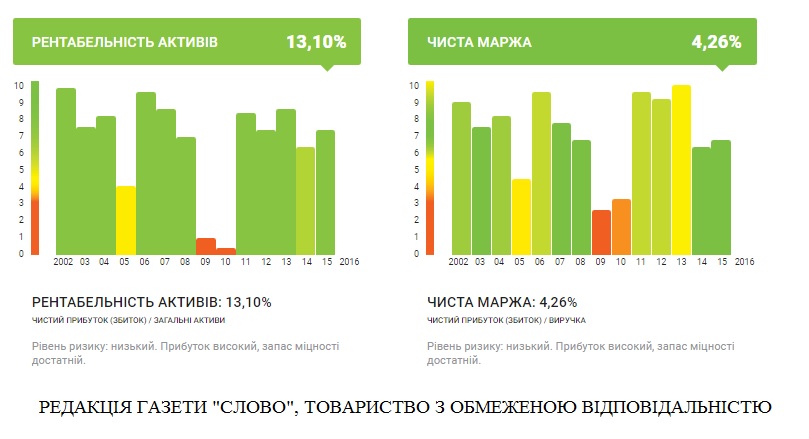 РЕНТАБЕЛЬНІСТЬ АКТИВІВ 13,10%
10
9
8
7
6
5
4
3
2
1
0
2002 03 04 05 06 07 08 09 10 11 12 13 14 15 2016
РЕНТАБЕЛЬНІСТЬ АКТИВІВ: 13,10%
ЧИСТИЙ ПРИБУТОК (ЗБИТОК) / ЗАГАЛЬНІ АКТИВИ
Рівень ризику: низький. Прибуток високий, запас міцності
достатній.
ЧИСТА МАРЖА 4,26%
10
9
8
7
6
5
4
3
2
1
0
2002 03 04 05 06 07 08 09 10 11 12 13 14 15 2016
ЧИСТА МАРЖА: 4,26%
ЧИСТИЙ ПРИБУТОК (ЗБИТОК) / ВИРУЧКА
Рівень ризику: низький. Прибуток високий, запас міцності
достатній.
РЕДАКЦІЯ ГАЗЕТИ "СЛОВО", ТОВАРИСТВО З ОБМЕЖЕНОЮ ВІДПОВІДАЛЬНІСТЮ